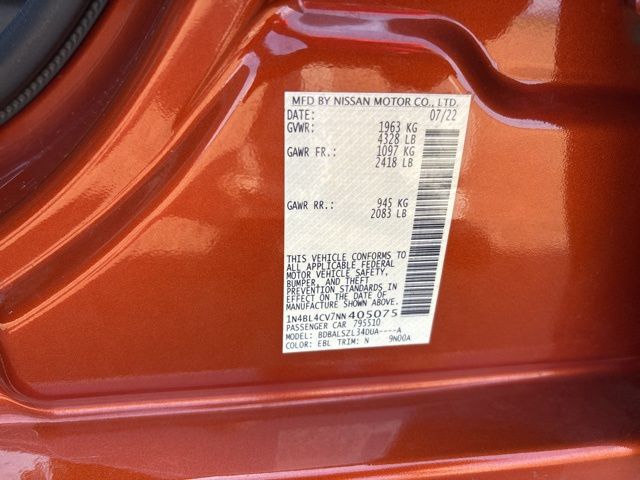 MFD BY NISSAN MOTOR CO., LTD.
DATE: 07/22
GVWR: 1963 KG
4328 LB
GAWR FR.: 1097 KG
2418 LB
GAWR RR.: 945 KG
2083 LB
THIS VEHICLE CONFORMS TO
ALL APPLICABLE FEDERAL
MOTOR VEHICLE SAFETY,
BUMPER, AND THEFT
PREVENTION STANDARDS IN
EFFECT ON THE DATE OF
MANUFACTURE SHOWN ABOVE.
1N4BL4CV7NN405075
PASSENGER CAR 795510
MODEL: BDBALSZL34DUA----A
COLOR: EBL TRIM: N 9N00A